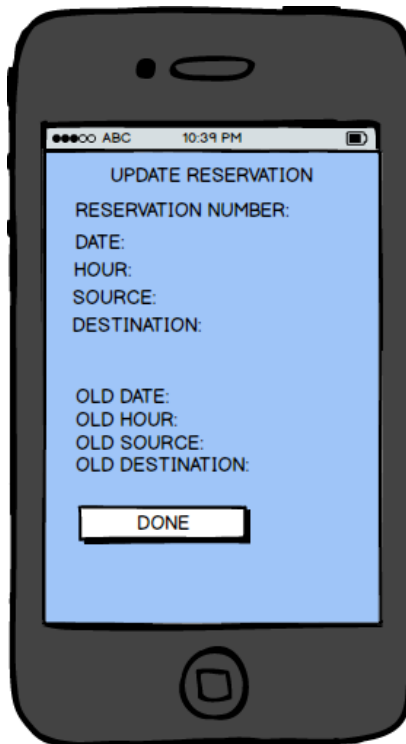 ABC 10:39 PM
UPDATE RESERVATION
RESERVATION NUMBER:
DATE:
HOUR:
SOURCE:
DESTINATION:
OLD DATE:
OLD HOUR:
OLD SOURCE:
OLD DESTINATION:
DONE